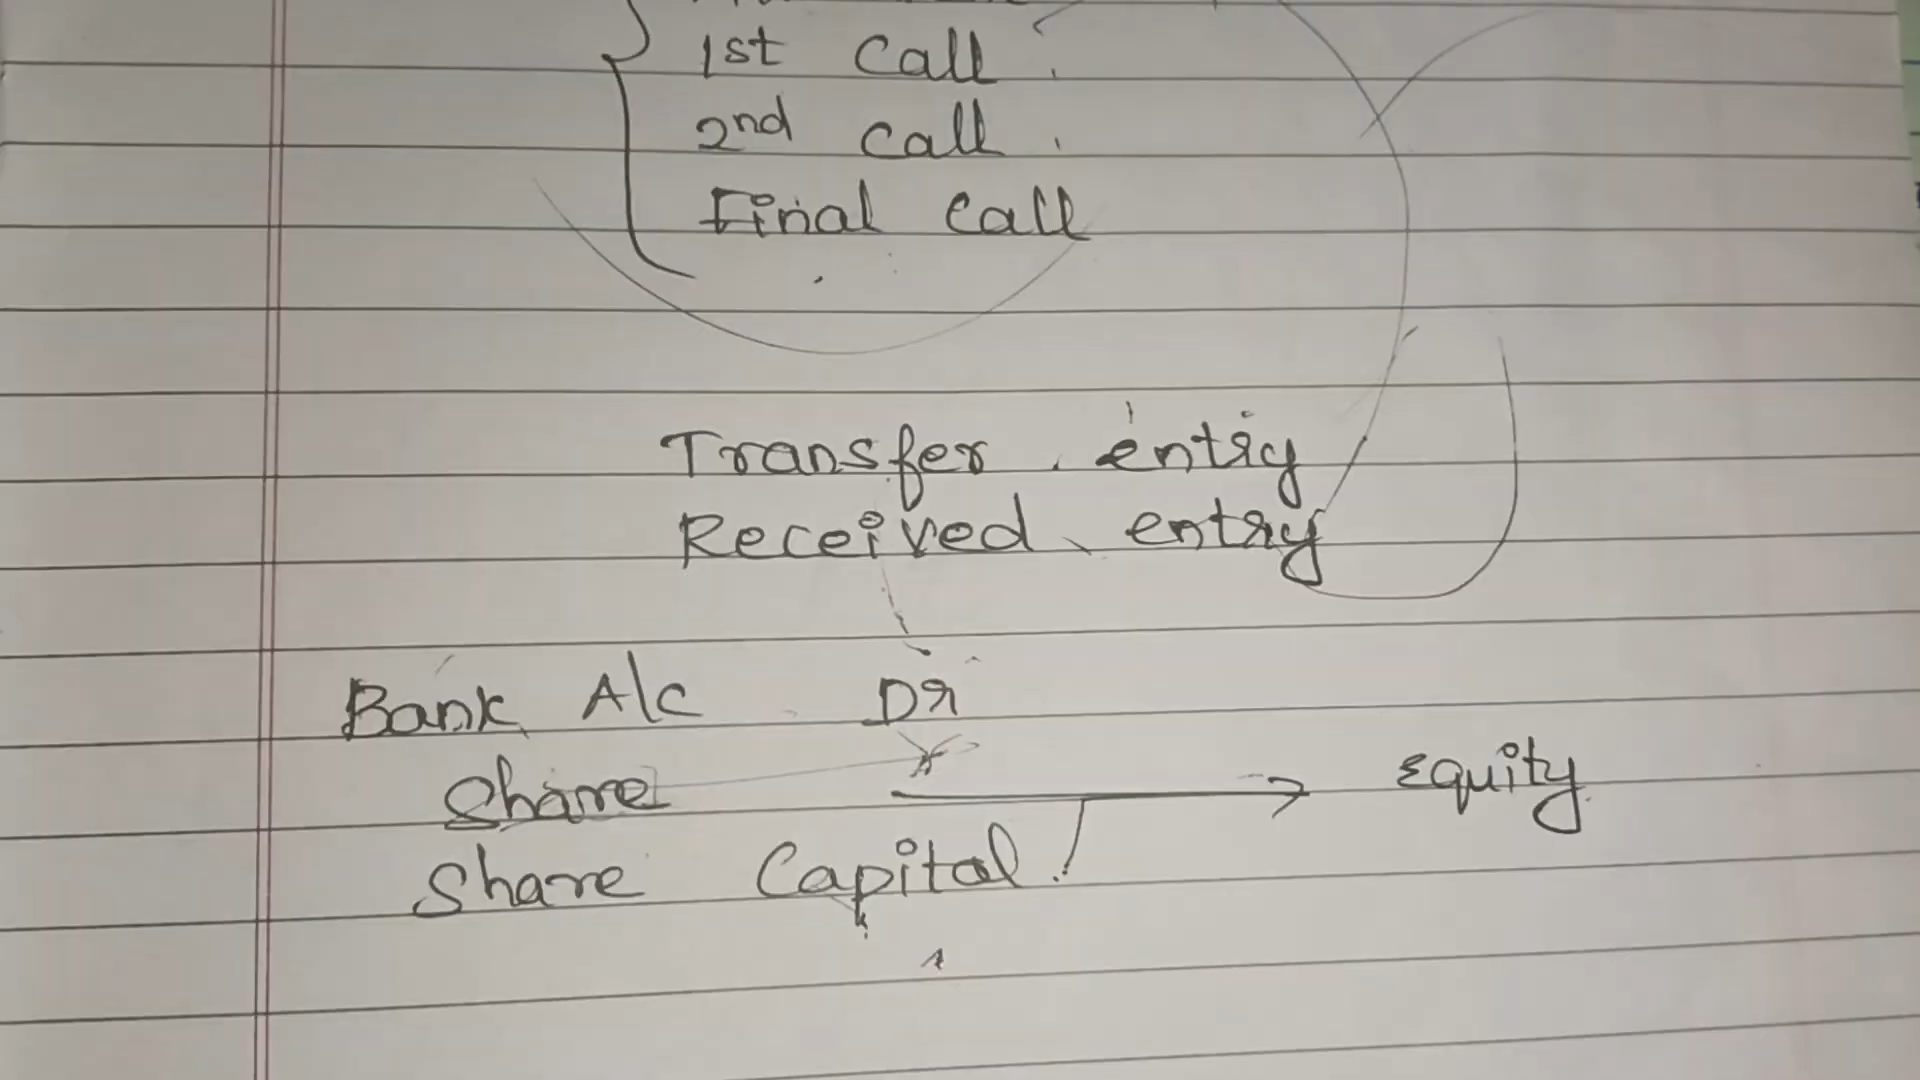 1st Call
2nd Call
Final Call
Transfer entry
Received entry
Bank A/c Dr
Share
Equity
Share Capital